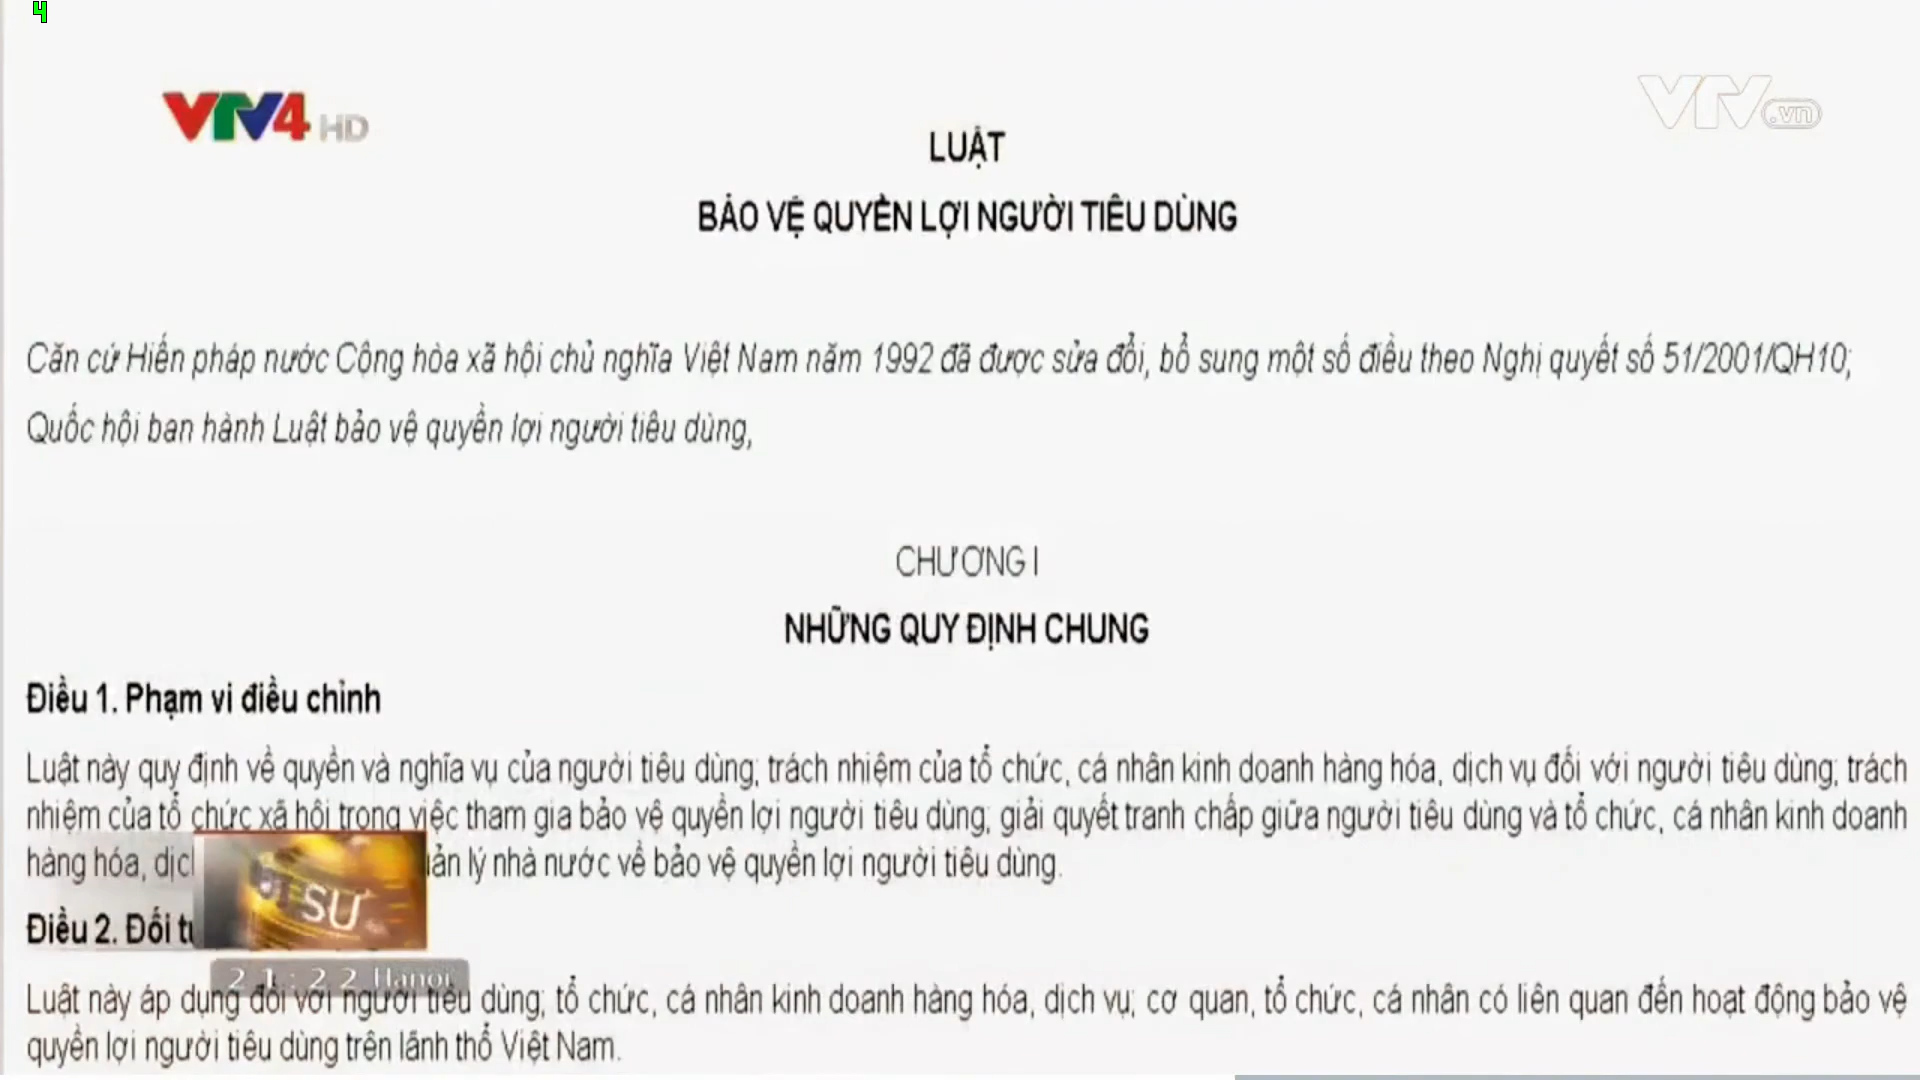 4
VTV4 HD
VTV.vn
LUẬT
BẢO VỆ QUYỀN LỢI NGƯỜI TIÊU DÙNG
Căn cứ Hiến pháp nước Cộng hòa xã hội chủ nghĩa Việt Nam năm 1992 đã được sửa đổi, bổ sung một số điều theo Nghị quyết số 51/2001/QH10;
Quốc hội ban hành Luật bảo vệ quyền lợi người tiêu dùng,
CHƯƠNG I
NHỮNG QUY ĐỊNH CHUNG
Điều 1. Phạm vi điều chỉnh
Luật này quy định về quyền và nghĩa vụ của người tiêu dùng; trách nhiệm của tổ chức, cá nhân kinh doanh hàng hóa, dịch vụ đối với người tiêu dùng; trách
nhiệm của tổ chức xã hội trong việc tham gia bảo vệ quyền lợi người tiêu dùng; giải quyết tranh chấp giữa người tiêu dùng và tổ chức, cá nhân kinh doanh
hàng hóa, lý nhà nước về bảo vệ quyền lợi người tiêu dùng.
SỰ
Điều 2. Đối
21:22 Hanoi
Luật này áp dụng đối với người tiêu dùng; tổ chức, cá nhân kinh doanh hàng hóa, dịch vụ; cơ quan, tổ chức, cá nhân có liên quan đến hoạt động bảo vệ
quyền lợi người tiêu dùng trên lãnh thổ Việt Nam.